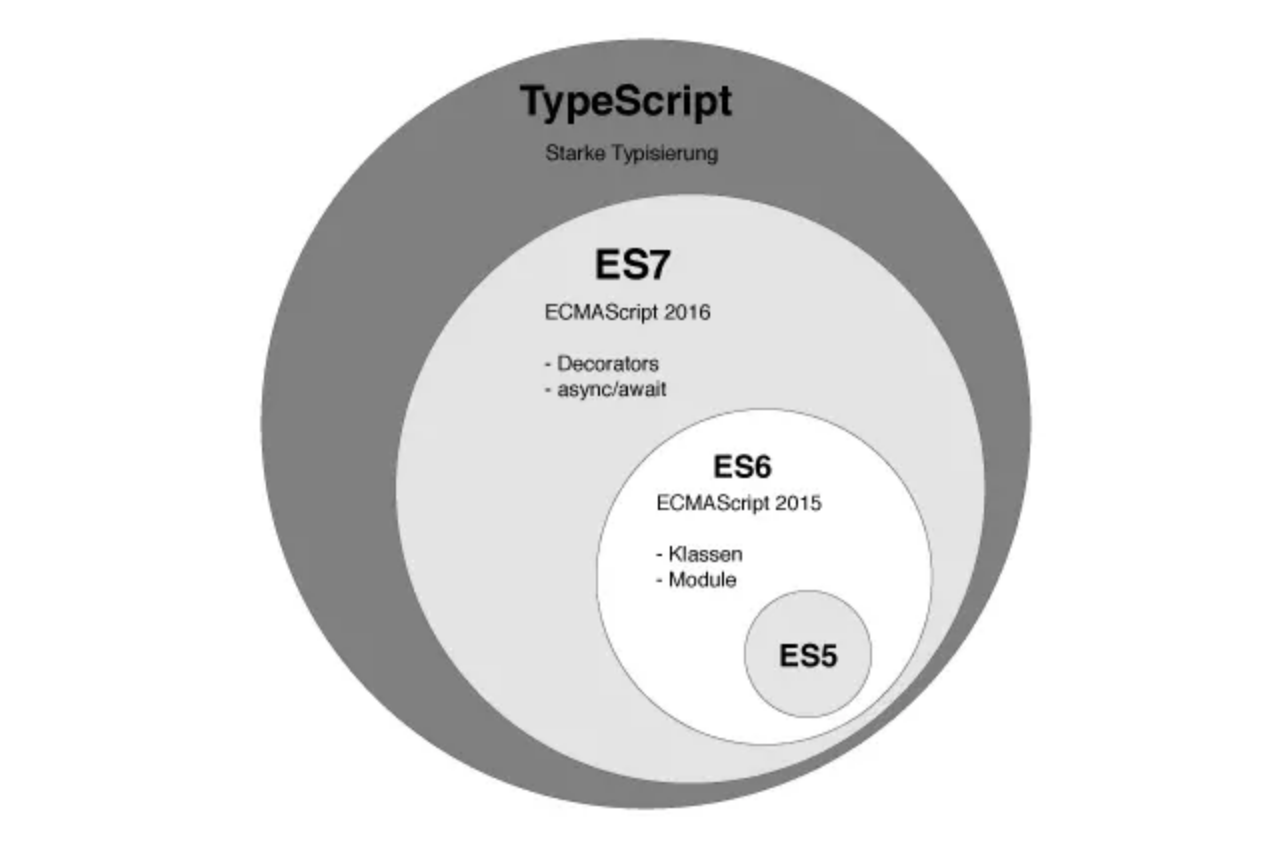 TypeScript
Starke Typisierung
ES7
ECMAScript 2016
- Decorators
- async/await
ES6
ECMAScript 2015
- Klassen
- Module
ES5